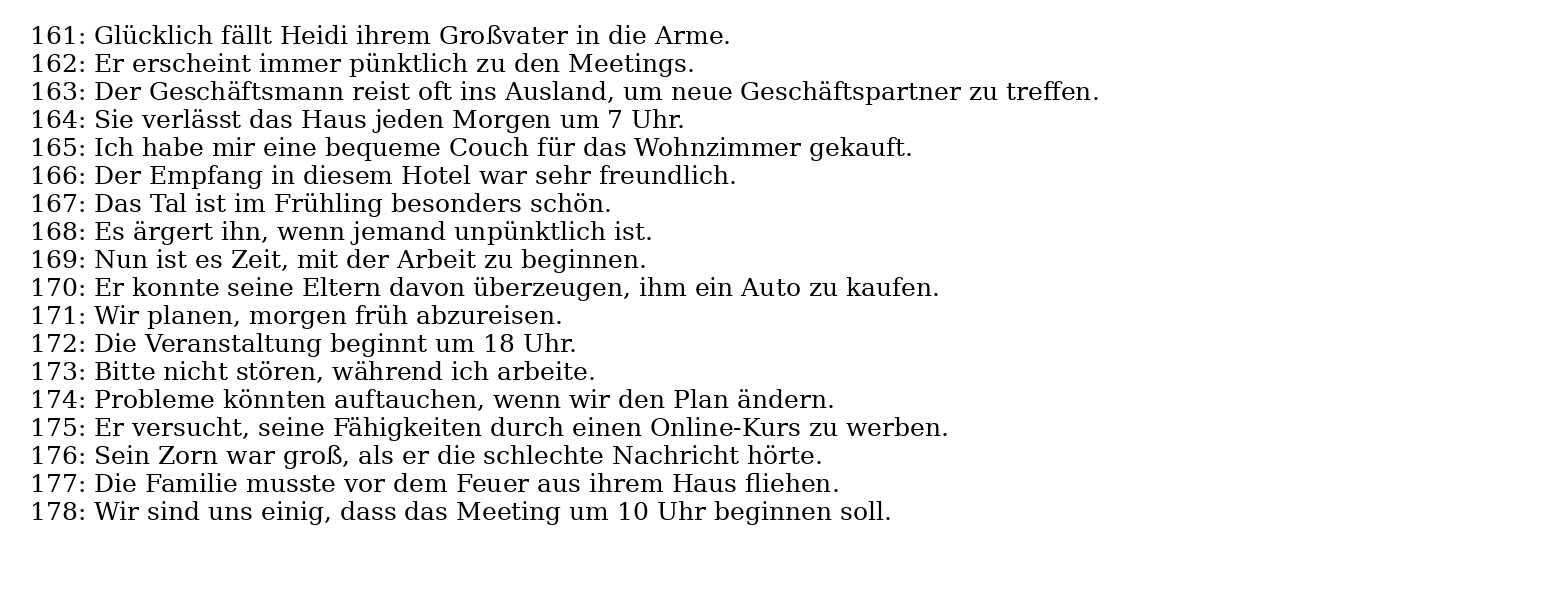 161: Glücklich fällt Heidi ihrem Großvater in die Arme.
162: Er erscheint immer pünktlich zu den Meetings.
163: Der Geschäftsmann reist oft ins Ausland, um neue Geschäftspartner zu treffen.
164: Sie verlässt das Haus jeden Morgen um 7 Uhr.
165: Ich habe mir eine bequeme Couch für das Wohnzimmer gekauft.
166: Der Empfang in diesem Hotel war sehr freundlich.
167: Das Tal ist im Frühling besonders schön.
168: Es ärgert ihn, wenn jemand unpünktlich ist.
169: Nun ist es Zeit, mit der Arbeit zu beginnen.
170: Er konnte seine Eltern davon überzeugen, ihm ein Auto zu kaufen.
171: Wir planen, morgen früh abzureisen.
172: Die Veranstaltung beginnt um 18 Uhr.
173: Bitte nicht stören, während ich arbeite.
174: Probleme könnten auftauchen, wenn wir den Plan ändern.
175: Er versucht, seine Fähigkeiten durch einen Online-Kurs zu werben.
176: Sein Zorn war groß, als er die schlechte Nachricht hörte.
177: Die Familie musste vor dem Feuer aus ihrem Haus fliehen.
178: Wir sind uns einig, dass das Meeting um 10 Uhr beginnen soll.